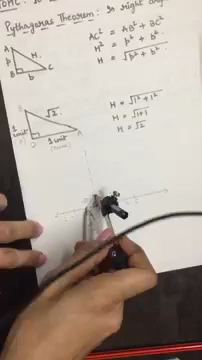 Pythagoras Theorem: In right ang
AC² = AB² + BC²
H² = p² + b²
H = √p² + b²
A
p
H
B
b
C
√2
1 unit
1 unit
A
H = √1² + 1²
H = √1+1
H = √2